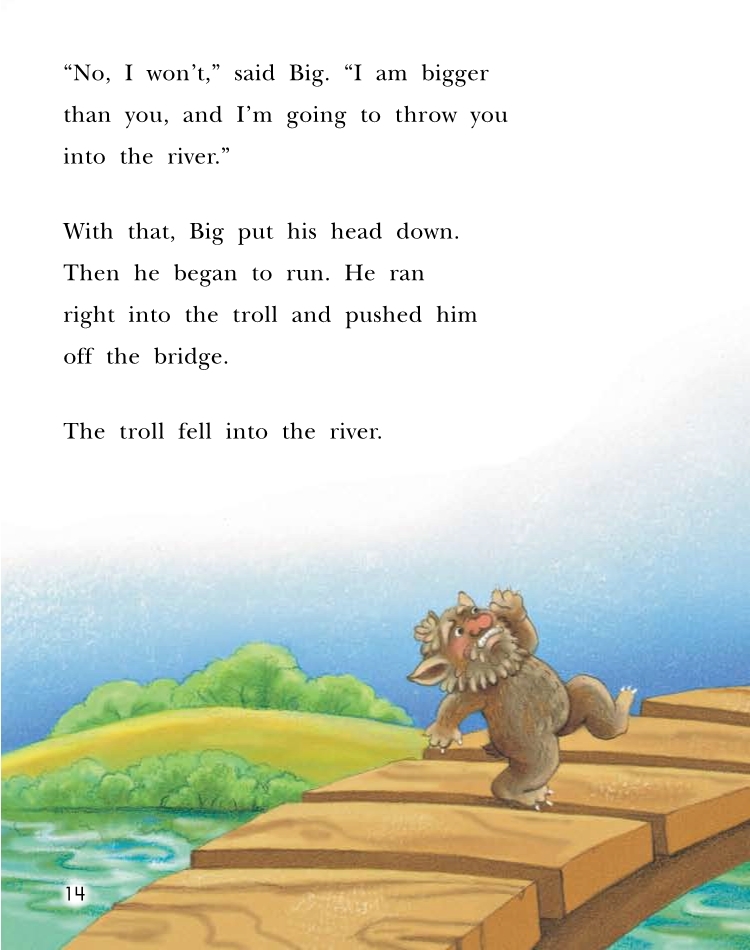 “No, I won’t,” said Big. “I am bigger
than you, and I’m going to throw you
into the river.”
With that, Big put his head down.
Then he began to run. He ran
right into the troll and pushed him
off the bridge.
The troll fell into the river.
14